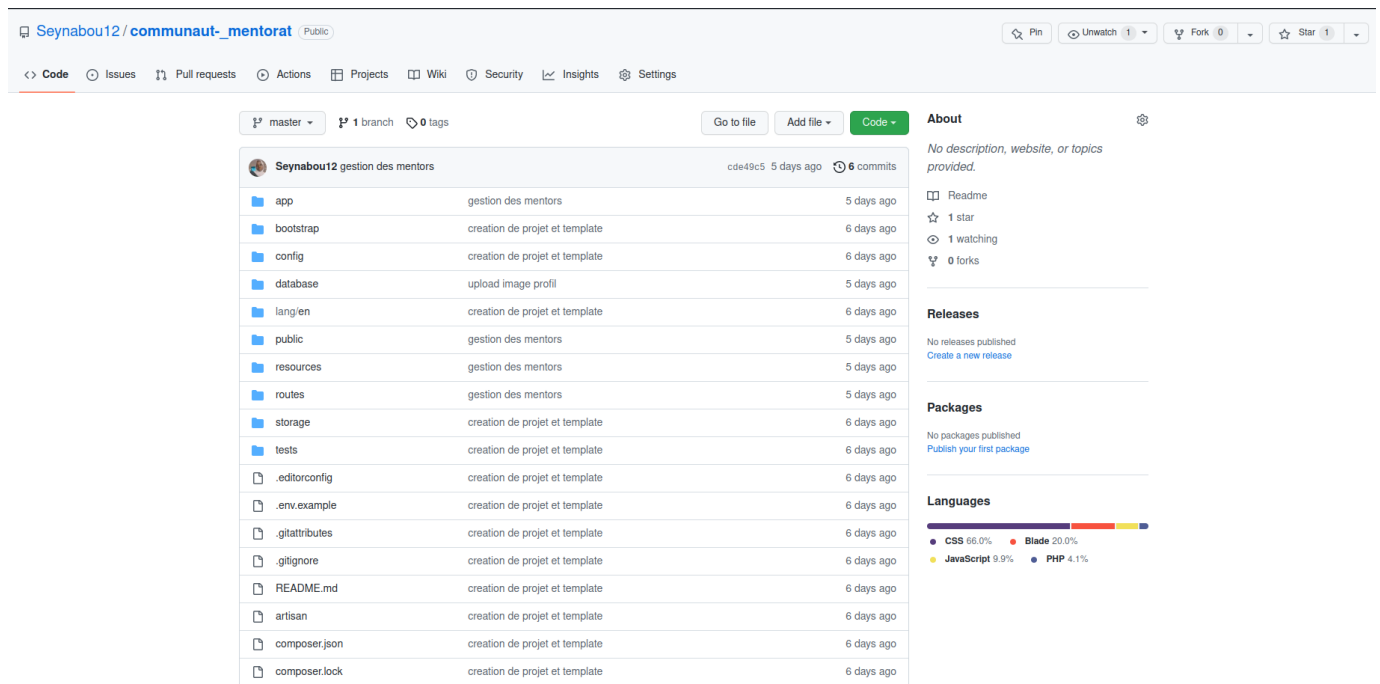 Seynabou12 / communaut-_mentorat Public
Pin Unwatch 1 Fork 0 Star 1
Code Issues Pull requests Actions Projects Wiki Security Insights Settings
master 1 branch 0 tags Go to file Add file Code
Seynabou12 gestion des mentors cde49c5 5 days ago 6 commits
app gestion des mentors 5 days ago
bootstrap creation de projet et template 6 days ago
config creation de projet et template 6 days ago
database upload image profil 5 days ago
lang/en creation de projet et template 6 days ago
public gestion des mentors 5 days ago
resources gestion des mentors 5 days ago
routes gestion des mentors 5 days ago
storage creation de projet et template 6 days ago
tests creation de projet et template 6 days ago
.editorconfig creation de projet et template 6 days ago
.env.example creation de projet et template 6 days ago
.gitattributes creation de projet et template 6 days ago
.gitignore creation de projet et template 6 days ago
README.md creation de projet et template 6 days ago
artisan creation de projet et template 6 days ago
composer.json creation de projet et template 6 days ago
composer.lock creation de projet et template 6 days ago
About
No description, website, or topics
provided.
Readme
1 star
1 watching
0 forks
Releases
No releases published
Create a new release
Packages
No packages published
Publish your first package
Languages
CSS 66.0% Blade 20.0%
JavaScript 9.9% PHP 4.1%